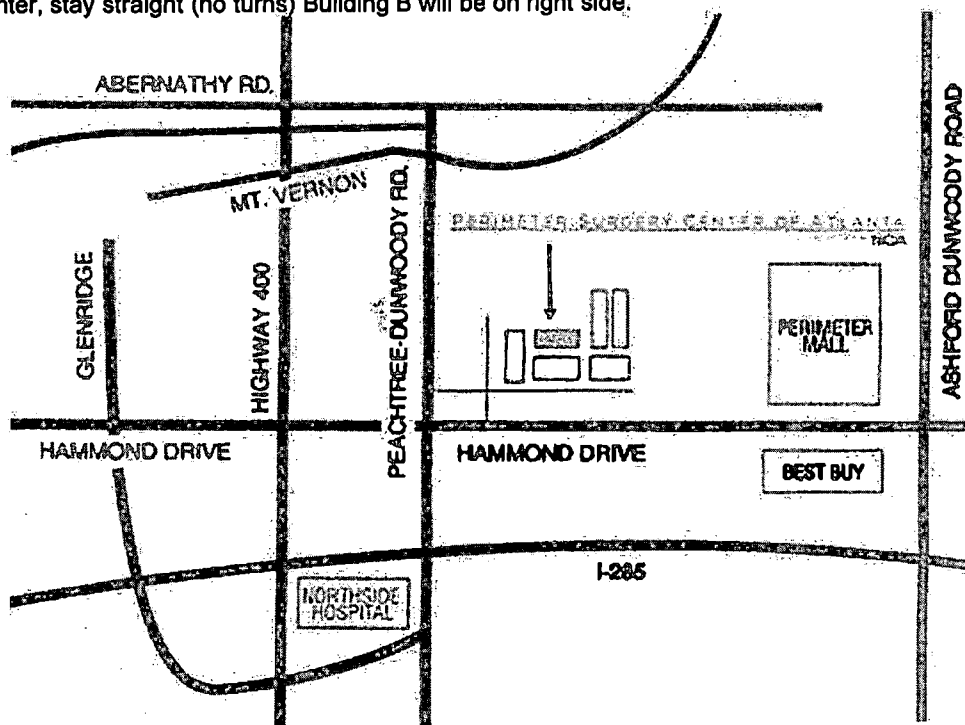 nter, stay straight (no turns) Building B will be on right side.
ABERNATHY RD.
MT. VERNON
PERIMETER SURGERY CENTER OF ATLANTA
GLENRIDGE
HIGHWAY 400
PEACHTREE-DUNWOODY RD.
PERIMETER
MALL
ASHFORD DUNWOODY ROAD
HAMMOND DRIVE
HAMMOND DRIVE
BEST BUY
I-285
NORTHSIDE
HOSPITAL